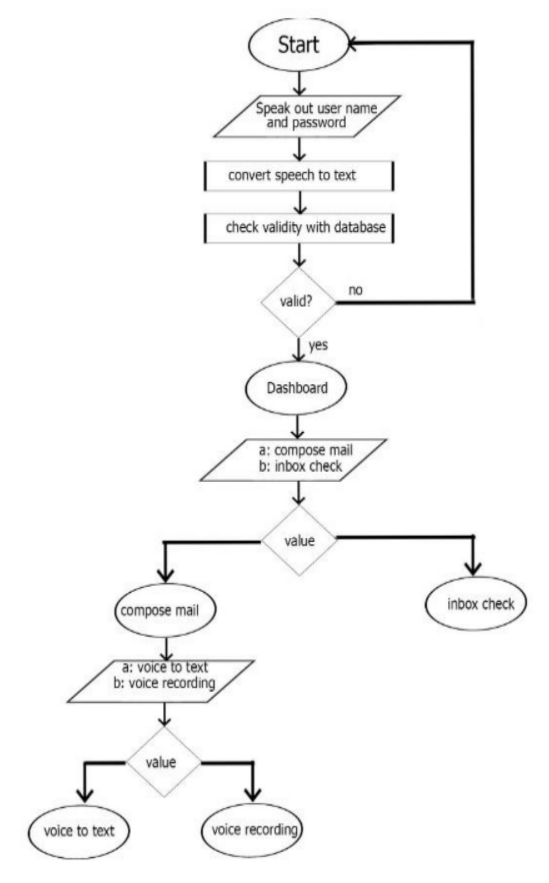 Start
Speak out user name
and password
convert speech to text
check validity with database
valid?
no
yes
Dashboard
a: compose mail
b: inbox check
value
compose mail
inbox check
a: voice to text
b: voice recording
value
voice to text
voice recording